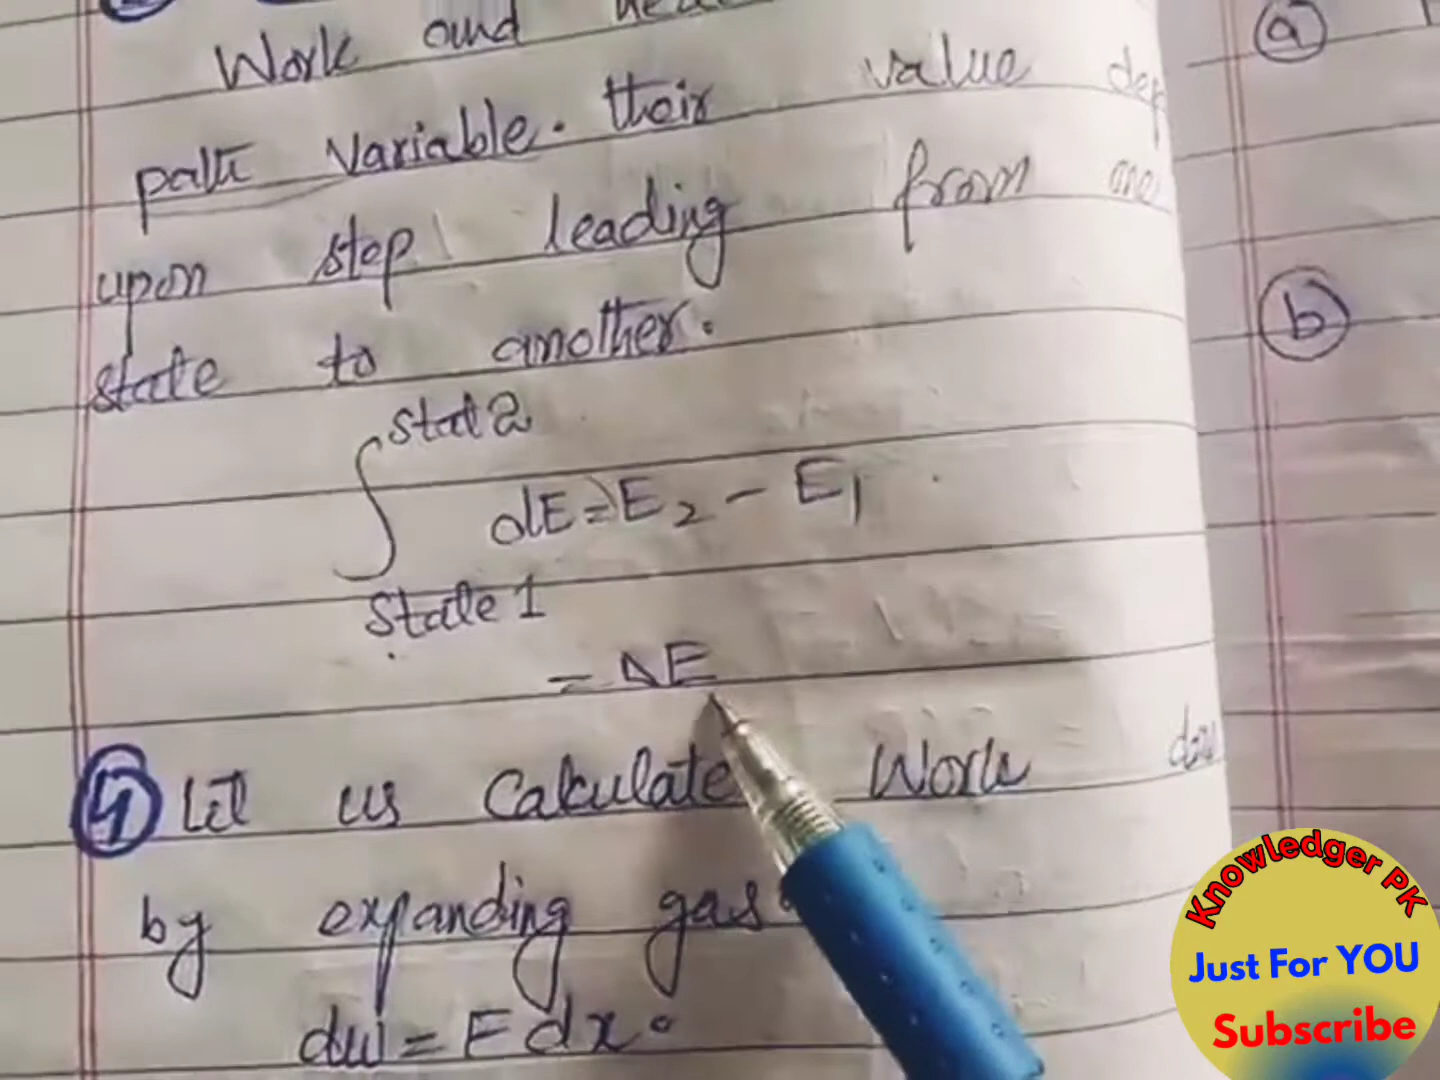 Work and
path variable. their value
upon step leading from one
state to another.
∫ State 2
dE = E₂ - E₁
State 1
= ΔE
4 Let us Calculate Work
by expanding gas
dw = F dx.
a
b
Knowledger PK
Just For YOU
Subscribe